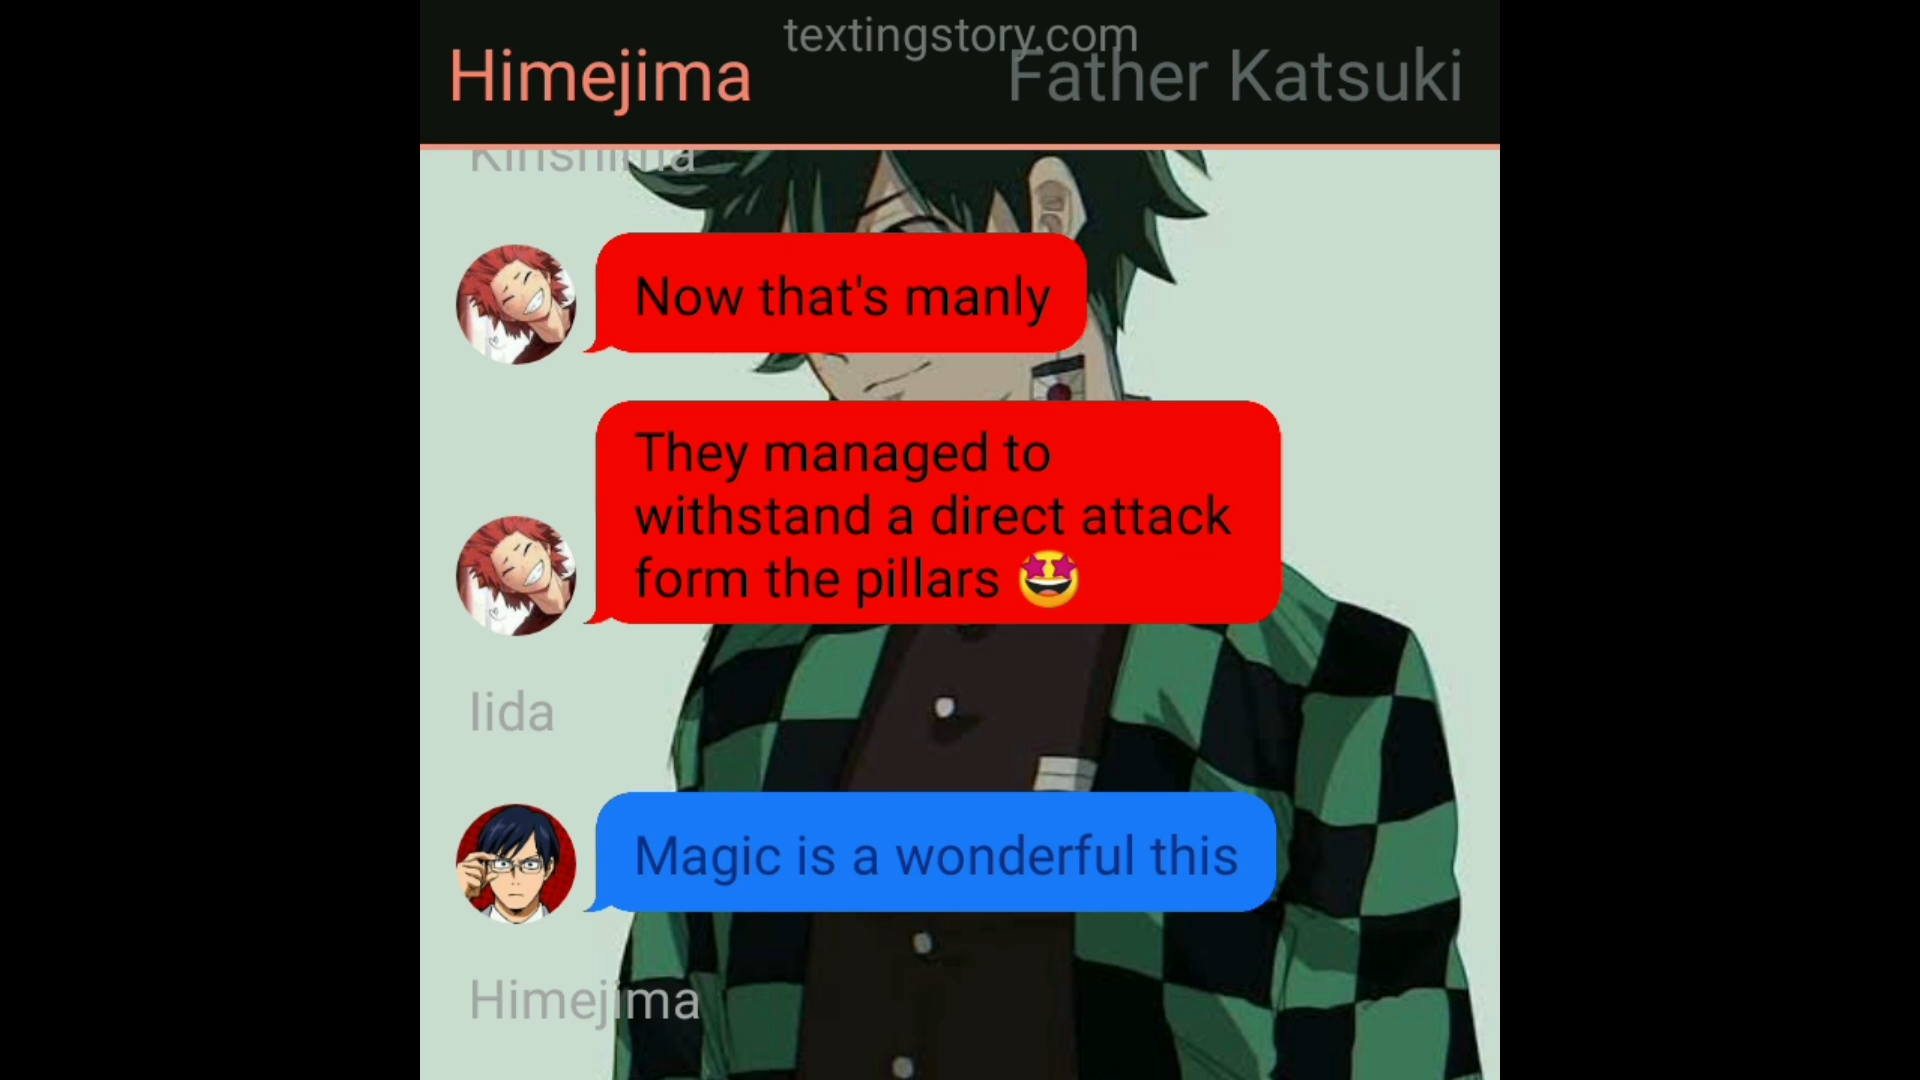 textingstory.com
Himejima
Father Katsuki
Kirishima
Now that's manly
They managed to
withstand a direct attack
form the pillars 🤩
Iida
Magic is a wonderful this
Himejima